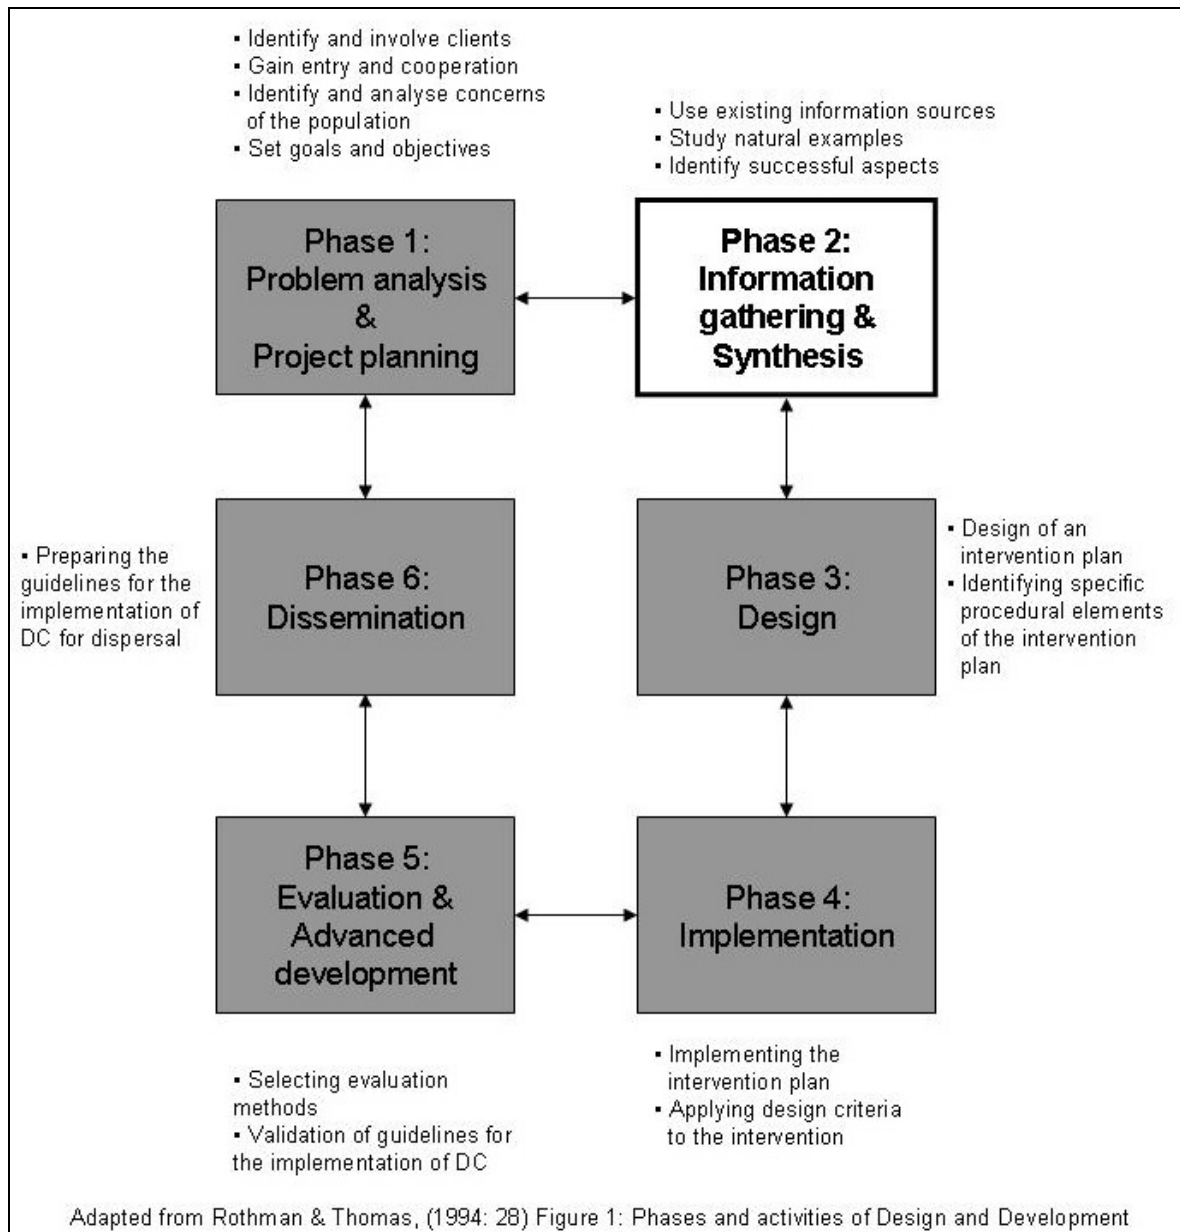 ▪ Identify and involve clients
▪ Gain entry and cooperation
▪ Identify and analyse concerns
of the population
▪ Set goals and objectives
▪ Use existing information sources
▪ Study natural examples
▪ Identify successful aspects
Phase 1:
Problem analysis
&
Project planning
Phase 2:
Information
gathering &
Synthesis
▪ Preparing the
guidelines for the
implementation of
DC for dispersal
Phase 6:
Dissemination
Phase 3:
Design
▪ Design of an
intervention plan
▪ Identifying specific
procedural elements
of the intervention
plan
Phase 5:
Evaluation &
Advanced
development
Phase 4:
Implementation
▪ Selecting evaluation
methods
▪ Validation of guidelines for
the implementation of DC
▪ Implementing the
intervention plan
▪ Applying design criteria
to the intervention
Adapted from Rothman & Thomas, (1994: 28) Figure 1: Phases and activities of Design and Development